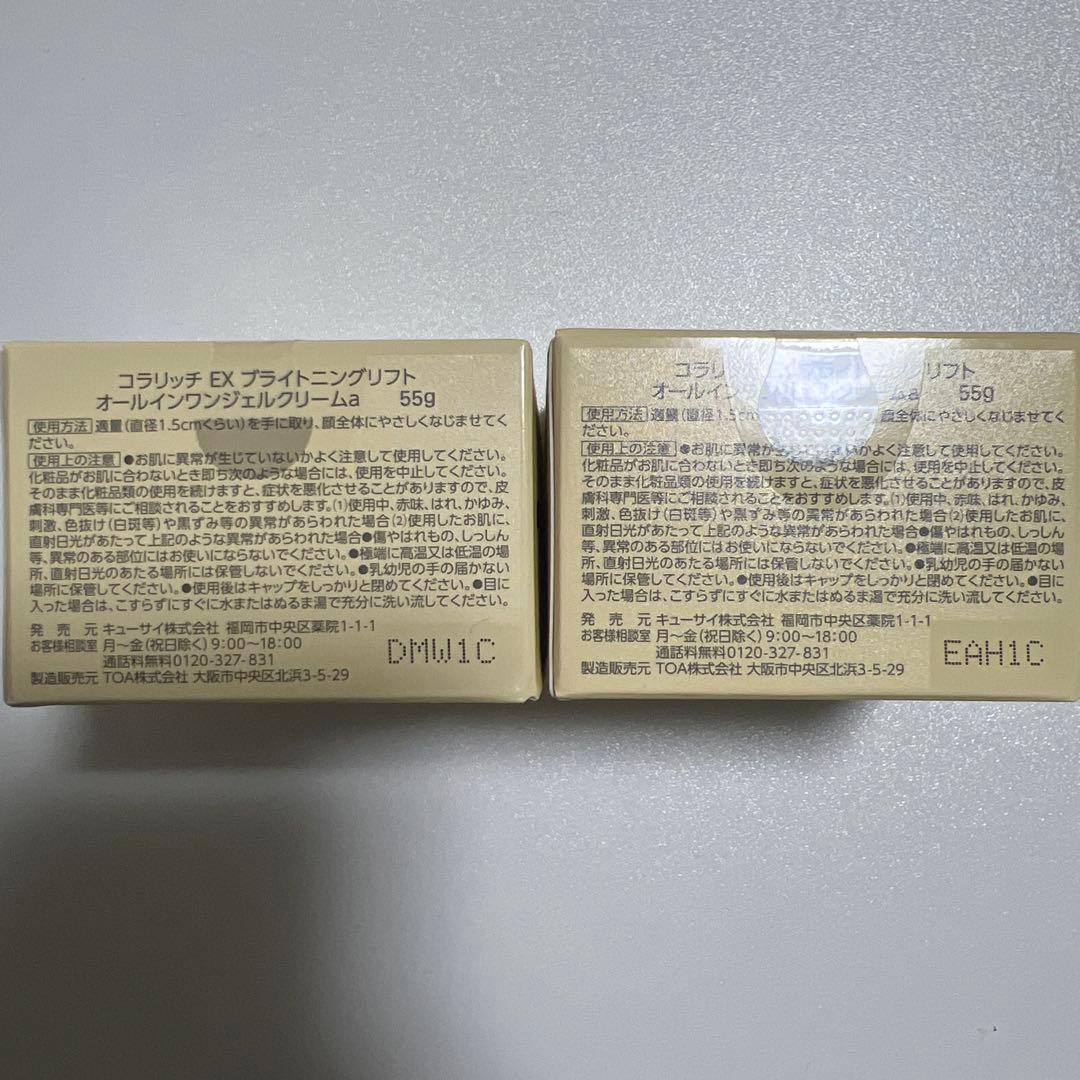 コラリッチ EX ブライトニングリフト
オールインワンジェルクリームa 55g
使用方法 適量(直径1.5cmくらい)を手に取り、顔全体にやさしくなじませてく
ださい。
使用上の注意 ●お肌に異常が生じていないかよく注意して使用してください。
化粧品がお肌に合わないとき即ち次のような場合には、使用を中止してください。
そのまま化粧品類の使用を続けますと、症状を悪化させることがありますので、皮
膚科専門医等にご相談されることをおすすめします。(1)使用中、赤味、はれ、かゆみ、
刺激、色抜け(白斑等)や黒ずみ等の異常があらわれた場合(2)使用したお肌に、
直射日光があたって上記のような異常があらわれた場合●傷やはれもの、しっしん
等、異常のある部位にはお使いにならないでください。●極端に高温又は低温の場
所、直射日光のあたる場所には保管しないでください。●乳幼児の手の届かない
場所に保管してください。●使用後はキャップをしっかりと閉めてください。●目に
入った場合は、こすらずにすぐに水またはぬるま湯で充分に洗い流してください。
発売元 キューサイ株式会社 福岡市中央区薬院1-1-1
お客様相談室 月〜金(祝日除く)9:00〜18:00
通話料無料0120-327-831
製造販売元 TOA株式会社 大阪市中央区北浜3-5-29
DMW1C
コラ リフト
オールインワ ムa 55g
使用方法 適量(直径1.5c 顔全体にやさしくなじませてく
ださい。
使用上の注意 ●お肌に異常が生じていないかよく注意して使用してください。
化粧品がお肌に合わないとき即ち次のような場合には、使用を中止してください。
そのまま化粧品類の使用を続けますと、症状を悪化させることがありますので、皮
膚科専門医等にご相談されることをおすすめします。(1)使用中、赤味、はれ、かゆみ、
刺激、色抜け(白斑等)や黒ずみ等の異常があらわれた場合(2)使用したお肌に、
直射日光があたって上記のような異常があらわれた場合●傷やはれもの、しっしん
等、異常のある部位にはお使いにならないでください。●極端に高温又は低温の場
所、直射日光のあたる場所には保管しないでください。●乳幼児の手の届かない
場所に保管してください。●使用後はキャップをしっかりと閉めてください。●目に
入った場合は、こすらずにすぐに水またはぬるま湯で充分に洗い流してください。
発売元 キューサイ株式会社 福岡市中央区薬院1-1-1
お客様相談室 月〜金(祝日除く)9:00〜18:00
通話料無料0120-327-831
製造販売元 TOA株式会社 大阪市中央区北浜3-5-29
EAH1C